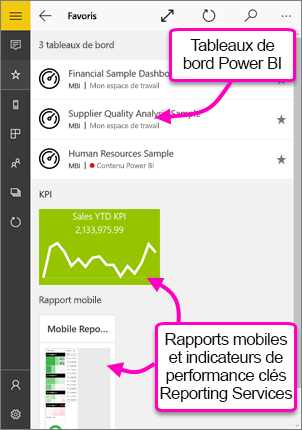 Favoris
3 tableaux de bord
Tableaux de
bord Power BI
Financial Sample Dashbo
MBI | Mon espace de travail
Supplier Quality Analysis Sample
MBI | Mon espace de travail
Human Resources Sample
MBI | Contenu Power BI
KPI
Sales YTD KPI
2,133,975.99
Rapport mobile
Mobile Repo...
Rapports mobiles
et indicateurs de
performance clés
Reporting Services